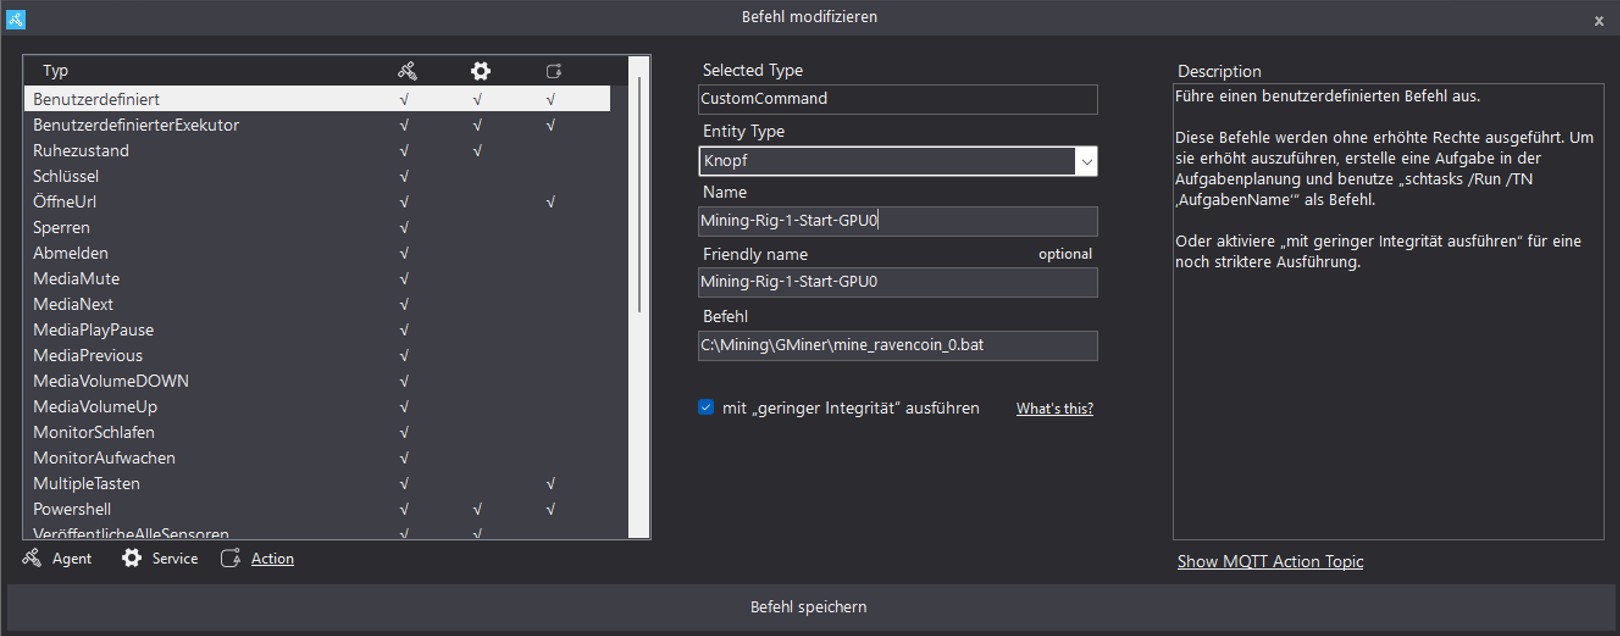 Befehl modifizieren
x
Typ
Benutzerdefiniert √ √ √
BenutzerdefinierterExekutor √ √ √
Ruhezustand √ √
Schlüssel √
ÖffneUrl √ √
Sperren √
Abmelden √
MediaMute √
MediaNext √
MediaPlayPause √
MediaPrevious √
MediaVolumeDOWN √
MediaVolumeUp √
MonitorSchlafen √
MonitorAufwachen √
MultipleTasten √ √
Powershell √ √ √
VeröffentlicheAlleSensoren √ √
Agent Service Action
Selected Type
CustomCommand
Entity Type
Knopf
Name
Mining-Rig-1-Start-GPU0
Friendly name optional
Mining-Rig-1-Start-GPU0
Befehl
C:\Mining\GMiner\mine_ravencoin_0.bat
mit „geringer Integrität“ ausführen What's this?
Description
Führe einen benutzerdefinierten Befehl aus.
Diese Befehle werden ohne erhöhte Rechte ausgeführt. Um
sie erhöht auszuführen, erstelle eine Aufgabe in der
Aufgabenplanung und benutze „schtasks /Run /TN
‚AufgabenName‘“ als Befehl.
Oder aktiviere „mit geringer Integrität ausführen“ für eine
noch striktere Ausführung.
Show MQTT Action Topic
Befehl speichern